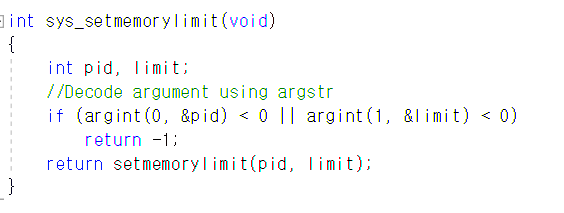 int sys_setmemorylimit(void)
{
    int pid, limit;
    //Decode argument using argstr
    if (argint(0, &pid) < 0 || argint(1, &limit) < 0)
        return -1;
    return setmemorylimit(pid, limit);
}